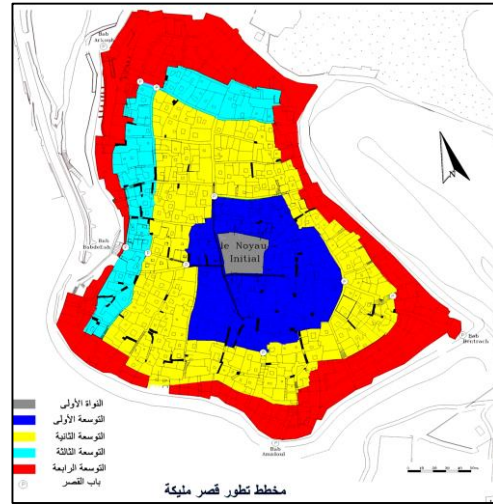 Bab
Bab
le Noyau
Initial
Bab
Bab
النواة الأولى
التوسعة الأولى
التوسعة الثانية
التوسعة الثالثة
التوسعة الرابعة
باب القصر
مخطط تطور قصر مليكة